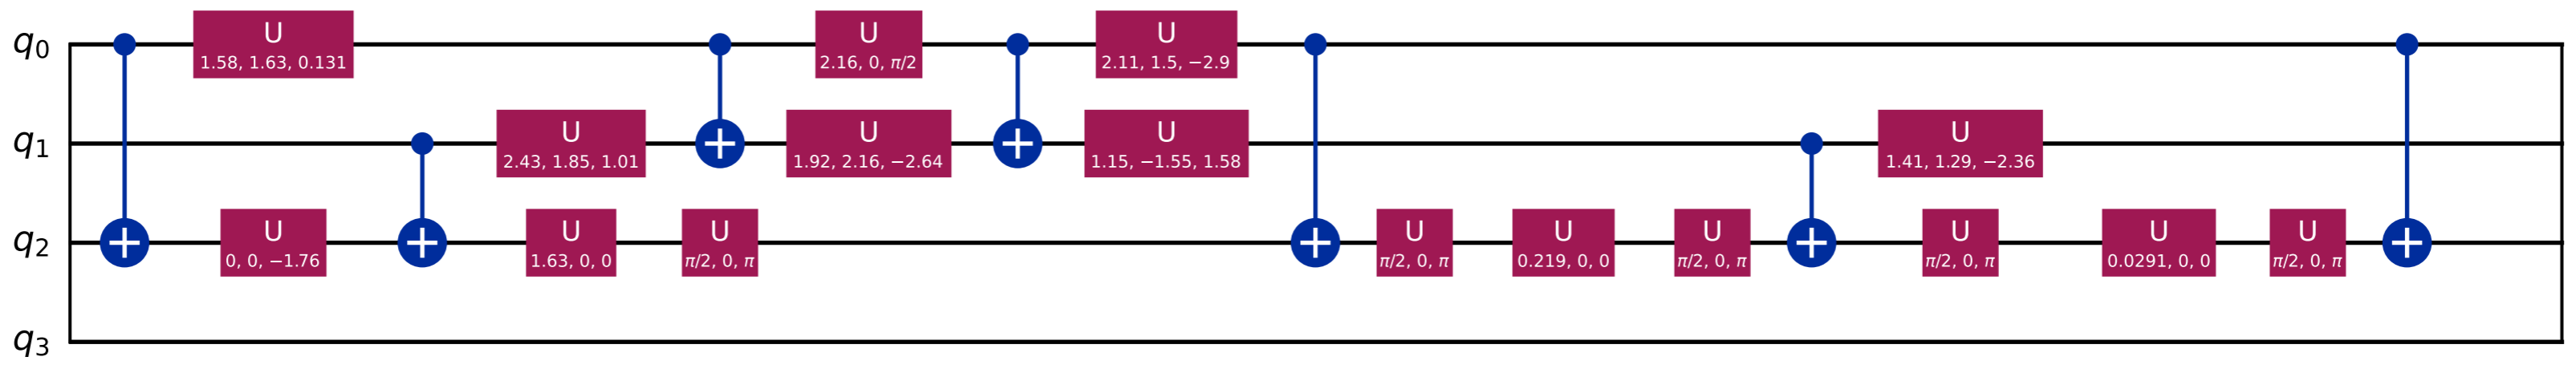 q0 U U U
1.58, 1.63, 0.131 2.16, 0, π/2 2.11, 1.5, −2.9
q1 U U U U
2.43, 1.85, 1.01 1.92, 2.16, −2.64 1.15, −1.55, 1.58 1.41, 1.29, −2.36
q2 U U U U U U U U U
0, 0, −1.76 1.63, 0, 0 π/2, 0, π π/2, 0, π 0.219, 0, 0 π/2, 0, π π/2, 0, π 0.0291, 0, 0 π/2, 0, π
q3